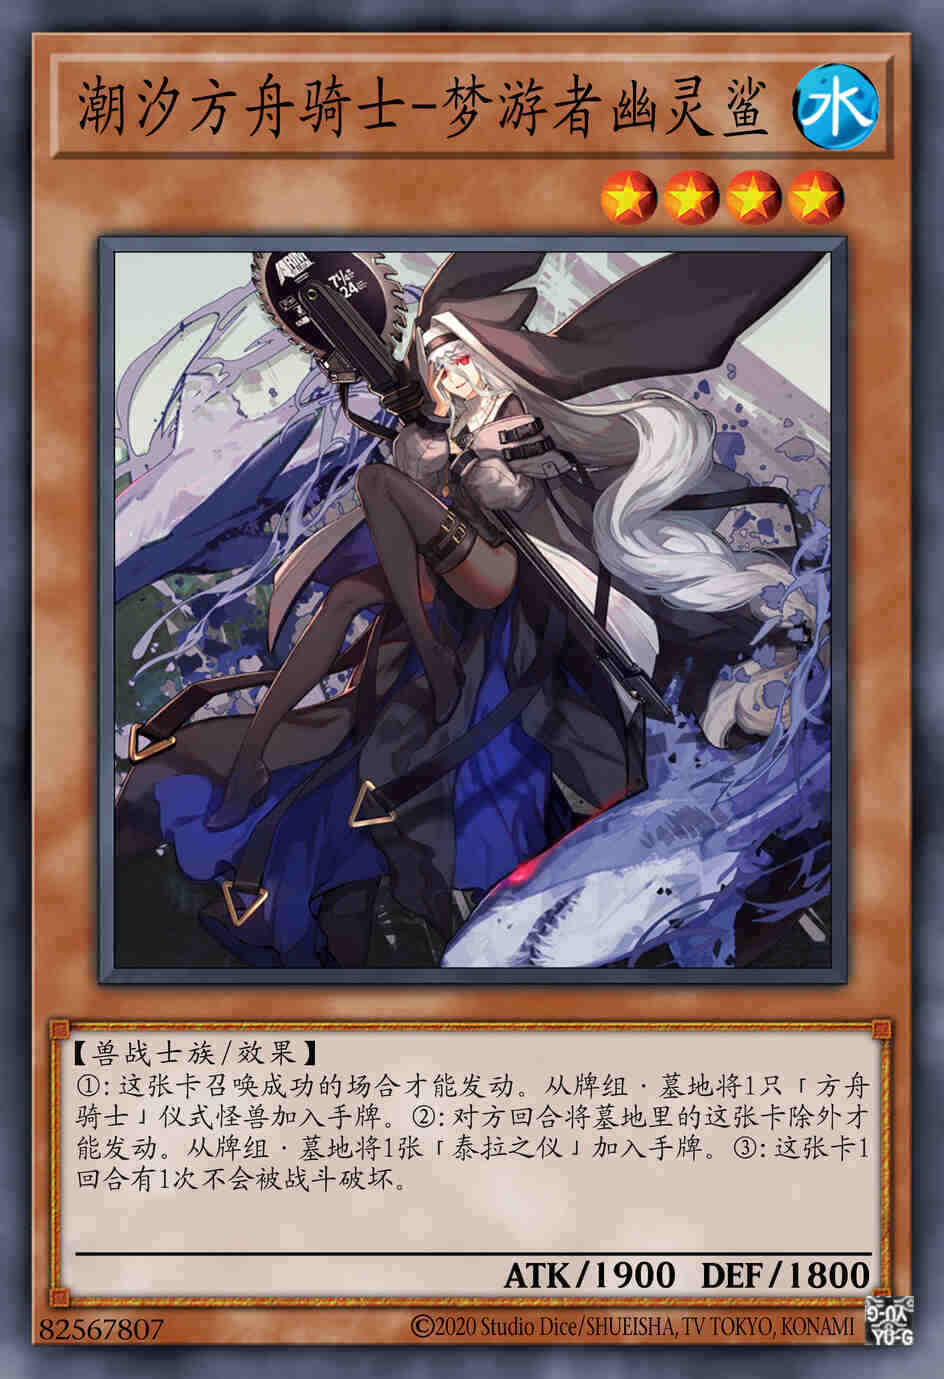 潮汐方舟骑士-梦游者幽灵鲨
水
ARMY
7 1/4"
24
【兽战士族/效果】
①:这张卡召唤成功的场合才能发动。从牌组·墓地将1只「方舟
骑士」仪式怪兽加入手牌。②:对方回合将墓地里的这张卡除外才
能发动。从牌组·墓地将1张「泰拉之仪」加入手牌。③:这张卡1
回合有1次不会被战斗破坏。
ATK/1900 DEF/1800
82567807
©2020 Studio Dice/SHUEISHA, TV TOKYO, KONAMI
YU-G